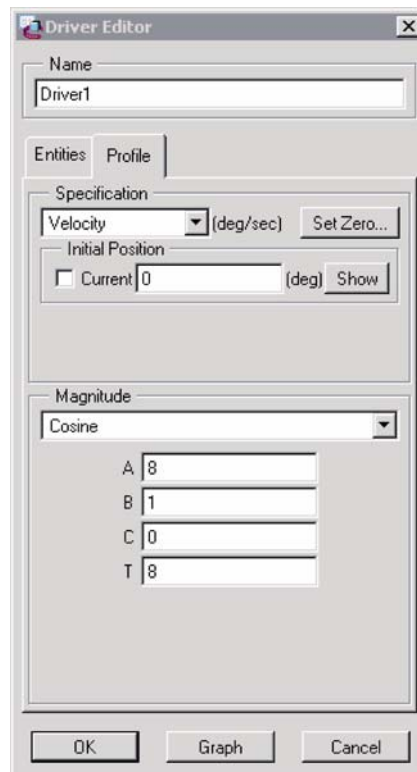 Driver Editor
Name
Driver1
Entities Profile
Specification
Velocity (deg/sec) Set Zero...
Initial Position
Current 0 (deg) Show
Magnitude
Cosine
A 8
B 1
C 0
T 8
OK Graph Cancel